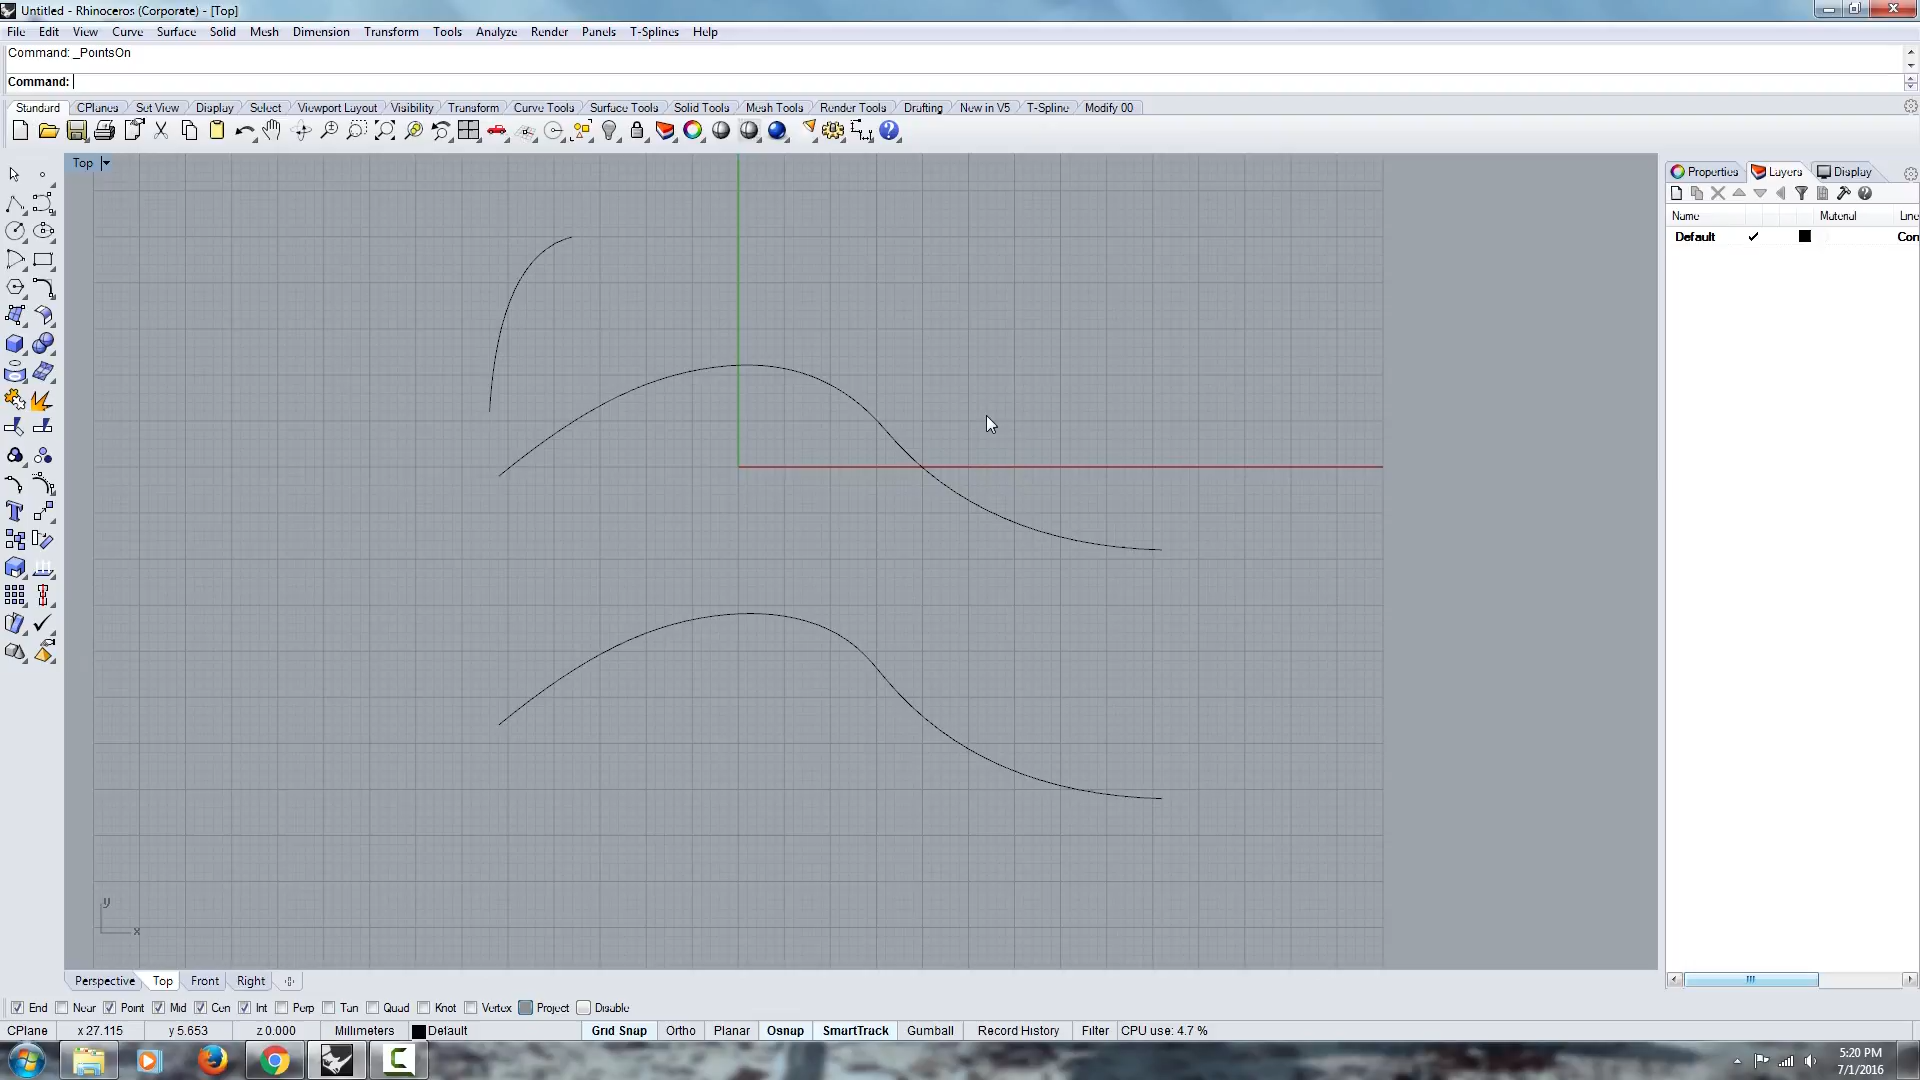 Untitled - Rhinoceros (Corporate) - [Top]
File Edit View Curve Surface Solid Mesh Dimension Transform Tools Analyze Render Panels T-Splines Help
Command: _PointsOn
Command:
Standard CPlanes Set View Display Select Viewport Layout Visibility Transform Curve Tools Surface Tools Solid Tools Mesh Tools Render Tools Drafting New in V5 T-Spline Modify 00
Top
Properties Layers Display
Name Material Line
Default Con
y
x
Perspective Top Front Right
End Near Point Mid Cen Int Perp Tan Quad Knot Vertex Project Disable
CPlane x 27.115 y 5.653 z 0.000 Millimeters Default Grid Snap Ortho Planar Osnap SmartTrack Gumball Record History Filter CPU use: 4.7 %
5:20 PM
7/1/2016